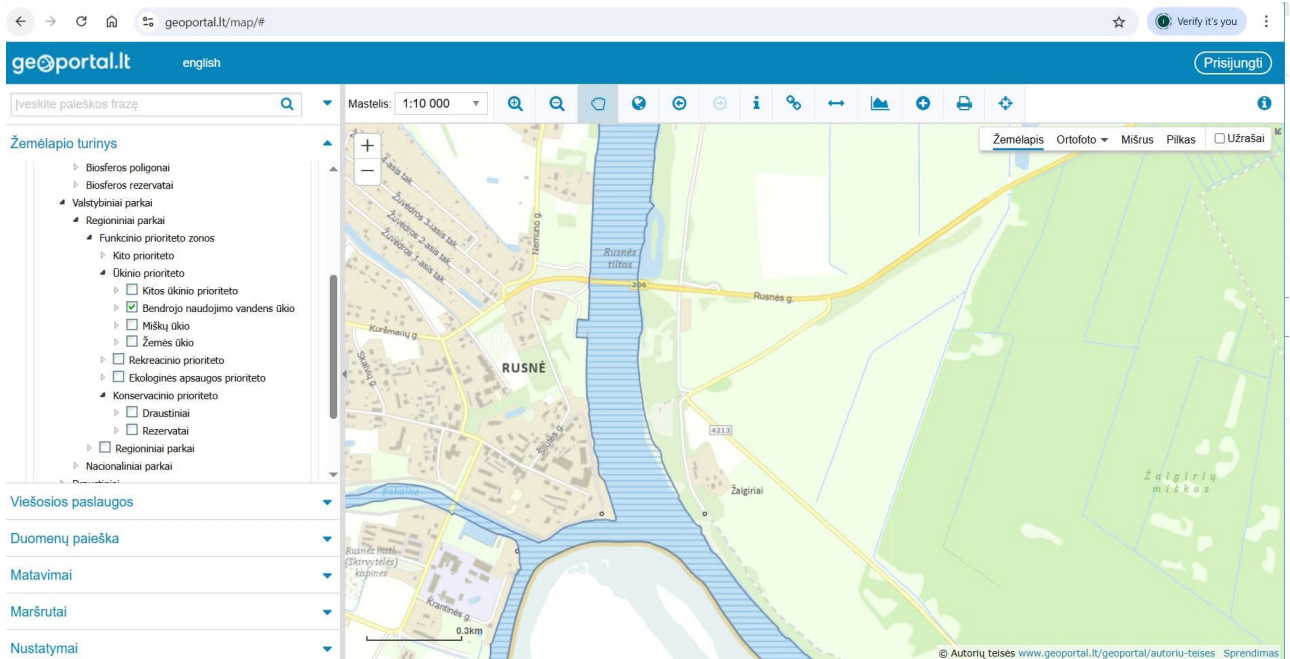 geoportal.lt/map/#
Verify it's you
geoportal.lt
english
Prisijungti
Įveskite paieškos frazę
Mastelis:
1:10 000
Žemėlapio turinys
Biosferos poligonai
Biosferos rezervatai
Valstybiniai parkai
Regioniniai parkai
Funkcinio prioriteto zonos
Kito prioriteto
Ūkinio prioriteto
Kitos ūkinio prioriteto
Bendrojo naudojimo vandens ūkio
Miškų ūkio
Žemės ūkio
Rekreacinio prioriteto
Ekologinės apsaugos prioriteto
Konservacinio prioriteto
Draustiniai
Rezervatai
Regioniniai parkai
Nacionaliniai parkai
Viešosios paslaugos
Duomenų paieška
Matavimai
Maršrutai
Nustatymai
+
−
Žemėlapis Ortofoto Mišrus Pilkas Užrašai
Žuvėdros 3-iasis tak.
Žuvėdros 2-asis tak.
Žuvėdros 1-asis tak.
Nemuno g.
Rusnės
tiltas
206
Rusnės g.
Kuršmarių g.
Skalvių g.
RUSNĖ
4213
Žalgiriai
Žalgirių
miškas
Pakalnė
(Skirvytėlės)
kapinės
Krantinės g.
0.3km
© Autorių teisės www.geoportal.lt/geoportal/autoriu-teises Sprendimas